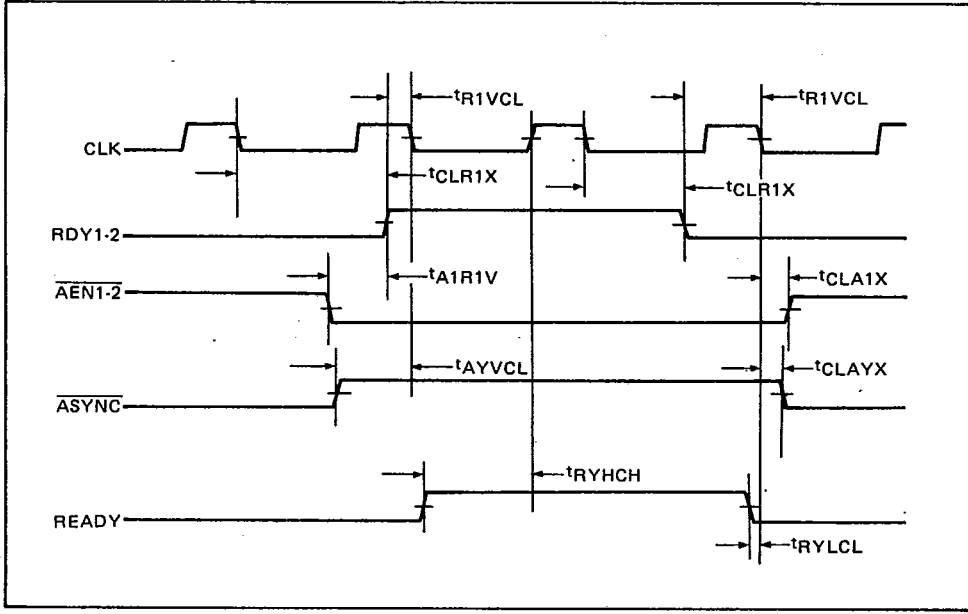 tR1VCL tR1VCL
CLK
tCLR1X tCLR1X
RDY1-2
tA1R1V tCLA1X
AEN1-2
tAYVCL tCLAYX
ASYNC
tRYHCH
READY
tRYLCL